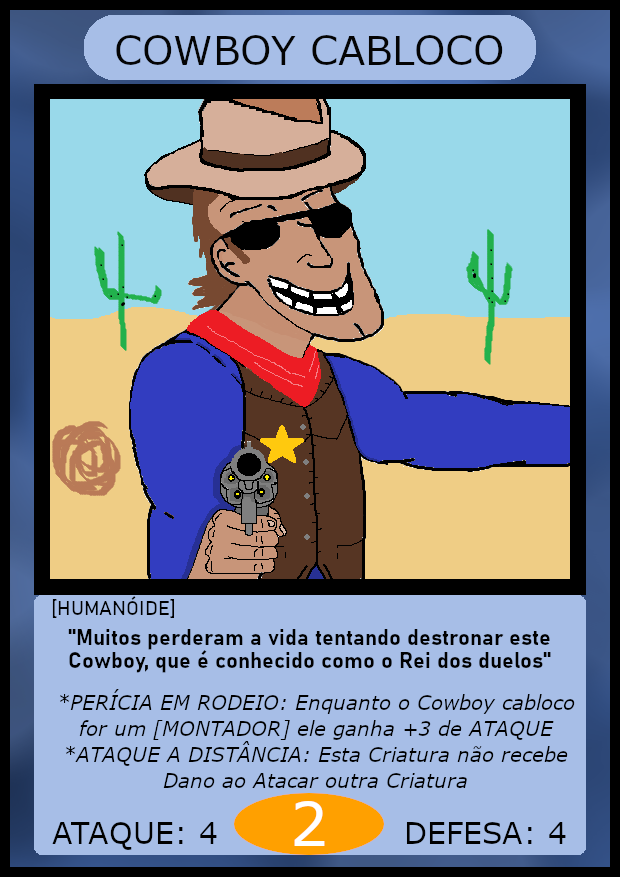 COWBOY CABLOCO
[HUMANÓIDE]
"Muitos perderam a vida tentando destronar este
Cowboy, que é conhecido como o Rei dos duelos"
*PERÍCIA EM RODEIO: Enquanto o Cowboy cabloco
for um [MONTADOR] ele ganha +3 de ATAQUE
*ATAQUE A DISTÂNCIA: Esta Criatura não recebe
Dano ao Atacar outra Criatura
ATAQUE: 4 2 DEFESA: 4